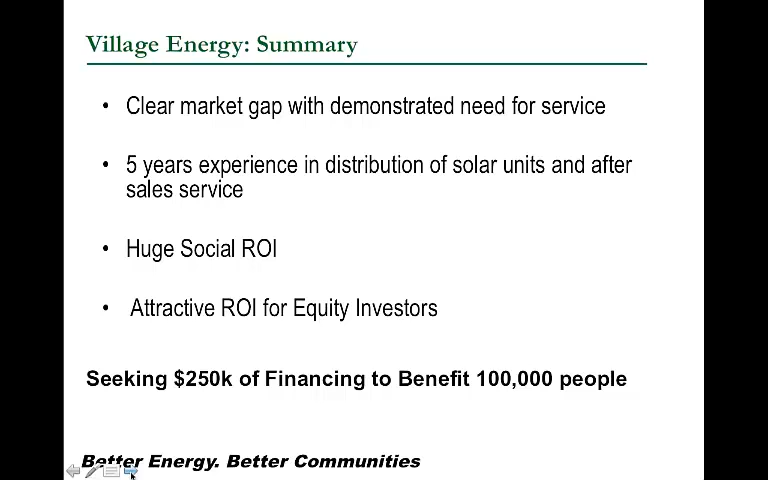 Village Energy: Summary
• Clear market gap with demonstrated need for service
• 5 years experience in distribution of solar units and after
sales service
• Huge Social ROI
• Attractive ROI for Equity Investors
Seeking $250k of Financing to Benefit 100,000 people
Better Energy. Better Communities